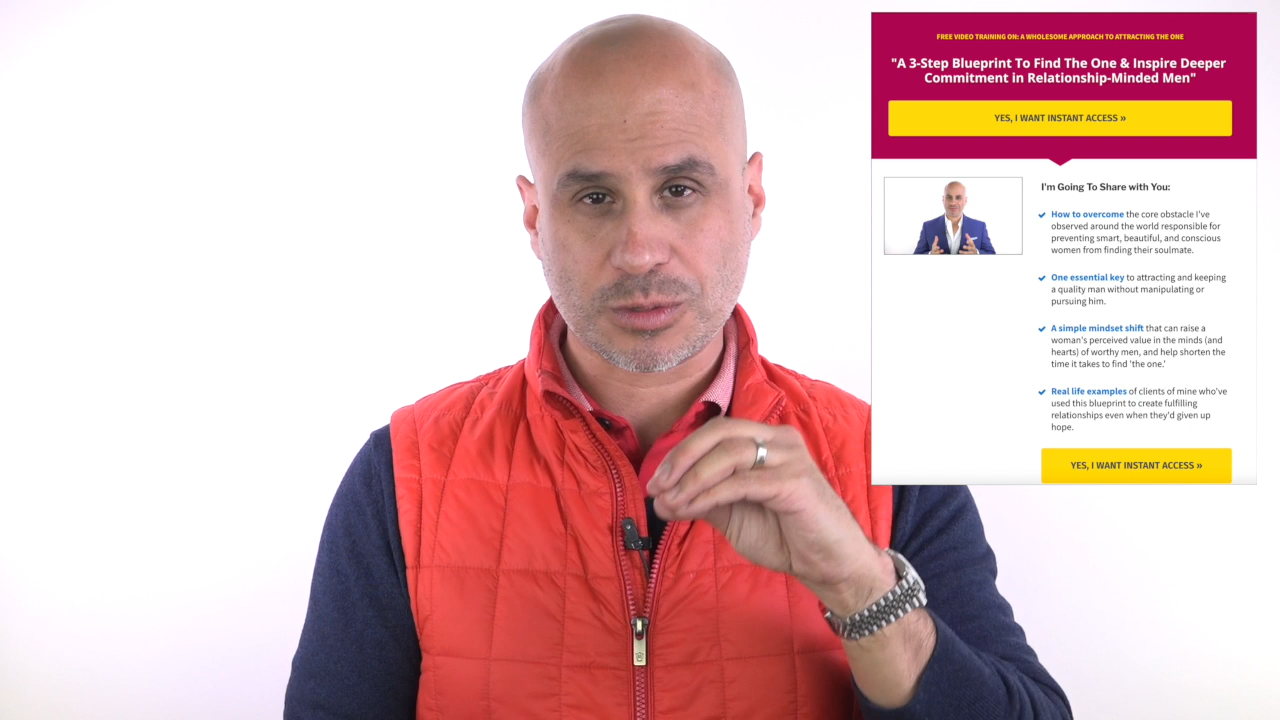 FREE VIDEO TRAINING ON: A WHOLESOME APPROACH TO ATTRACTING THE ONE
"A 3-Step Blueprint To Find The One & Inspire Deeper
Commitment in Relationship-Minded Men"
YES, I WANT INSTANT ACCESS »
I'm Going To Share with You:
How to overcome the core obstacle I've
observed around the world responsible for
preventing smart, beautiful, and conscious
women from finding their soulmate.
One essential key to attracting and keeping
a quality man without manipulating or
pursuing him.
A simple mindset shift that can raise a
woman's perceived value in the minds (and
hearts) of worthy men, and help shorten the
time it takes to find 'the one.'
Real life examples of clients of mine who've
used this blueprint to create fulfilling
relationships even when they'd given up
hope.
YES, I WANT INSTANT ACCESS »